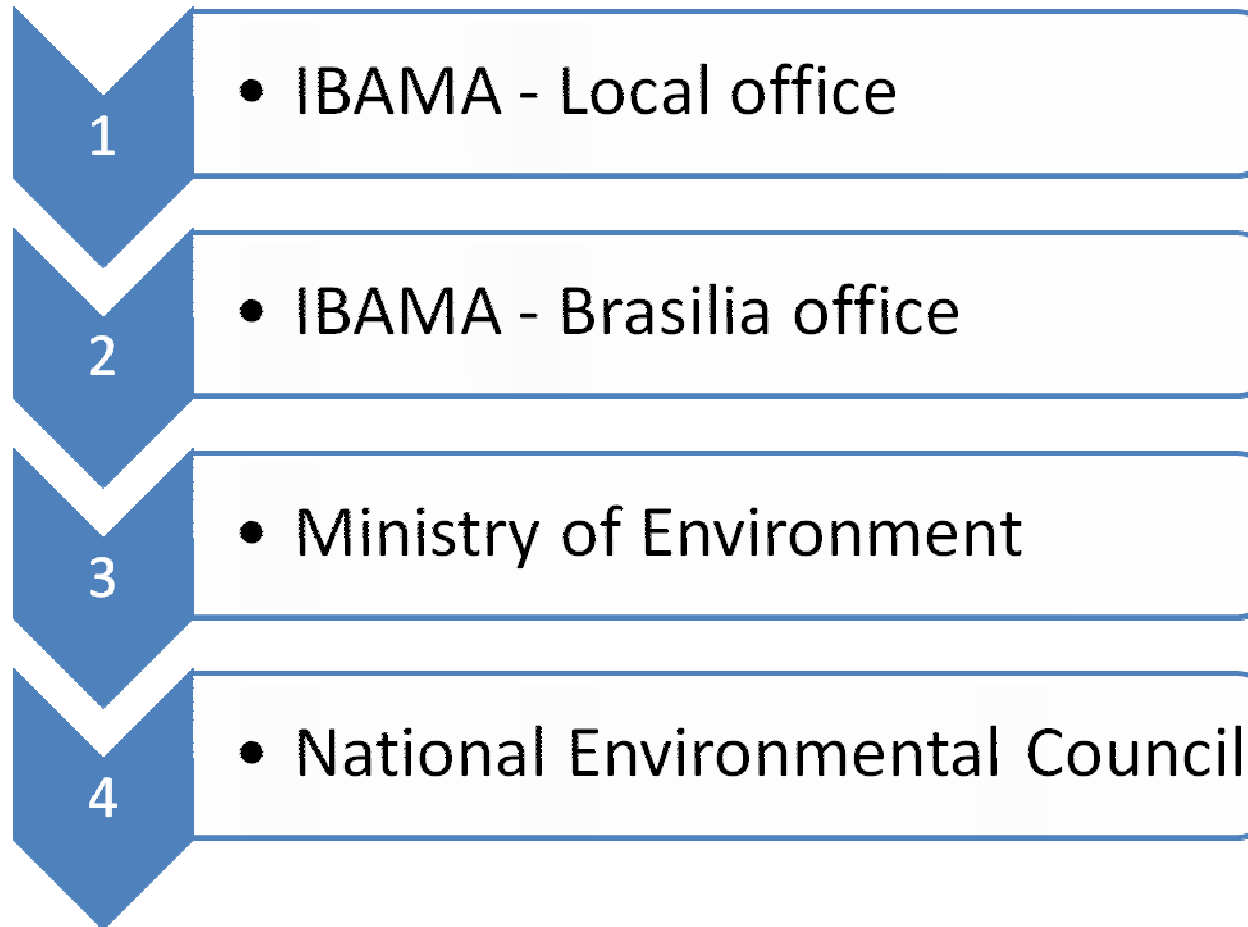 1
• IBAMA - Local office
2
• IBAMA - Brasilia office
3
• Ministry of Environment
4
• National Environmental Council